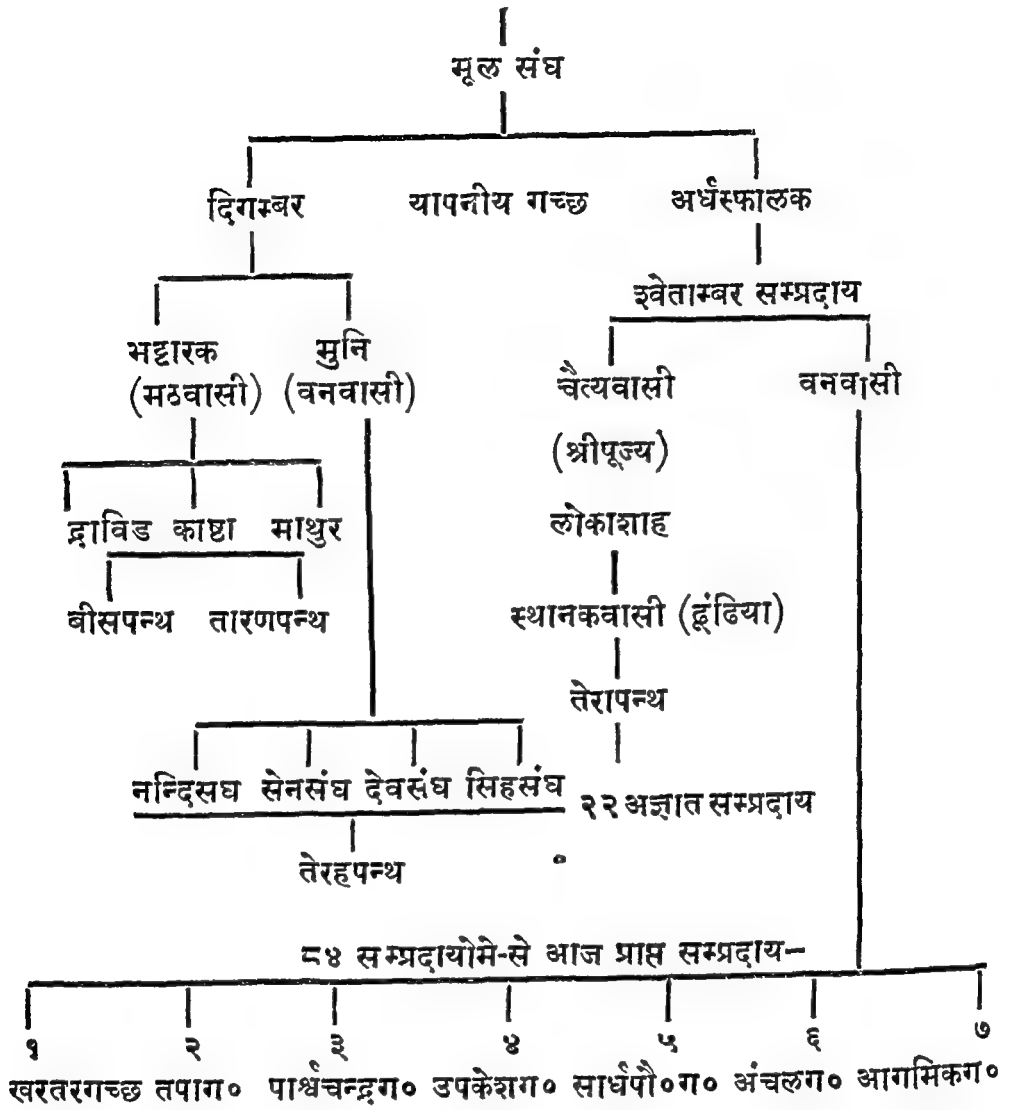 मूल संघ
दिगम्बर यापनीय गच्छ अर्धस्फालक
श्वेताम्बर सम्प्रदाय
भट्टारक मुनि
(मठवासी) (वनवासी)
चैत्यवासी वनवासी
(श्रीपूज्य)
द्राविड काष्ठा माथुर
लोकाशाह
बीसपन्थ तारणपन्थ
स्थानकवासी (ढूंढिया)
तेरापन्थ
नन्दिसघ सेनसंघ देवसंघ सिहसंघ
२२ अज्ञात सम्प्रदाय
तेरहपन्थ
८४ सम्प्रदायोमे-से आज प्राप्त सम्प्रदाय–
१ २ ३ ४ ५ ६ ७
खरतरगच्छ तपाग० पार्श्वचन्द्रग० उपकेशग० सार्धपौ०ग० अंचलग० आगमिकग०